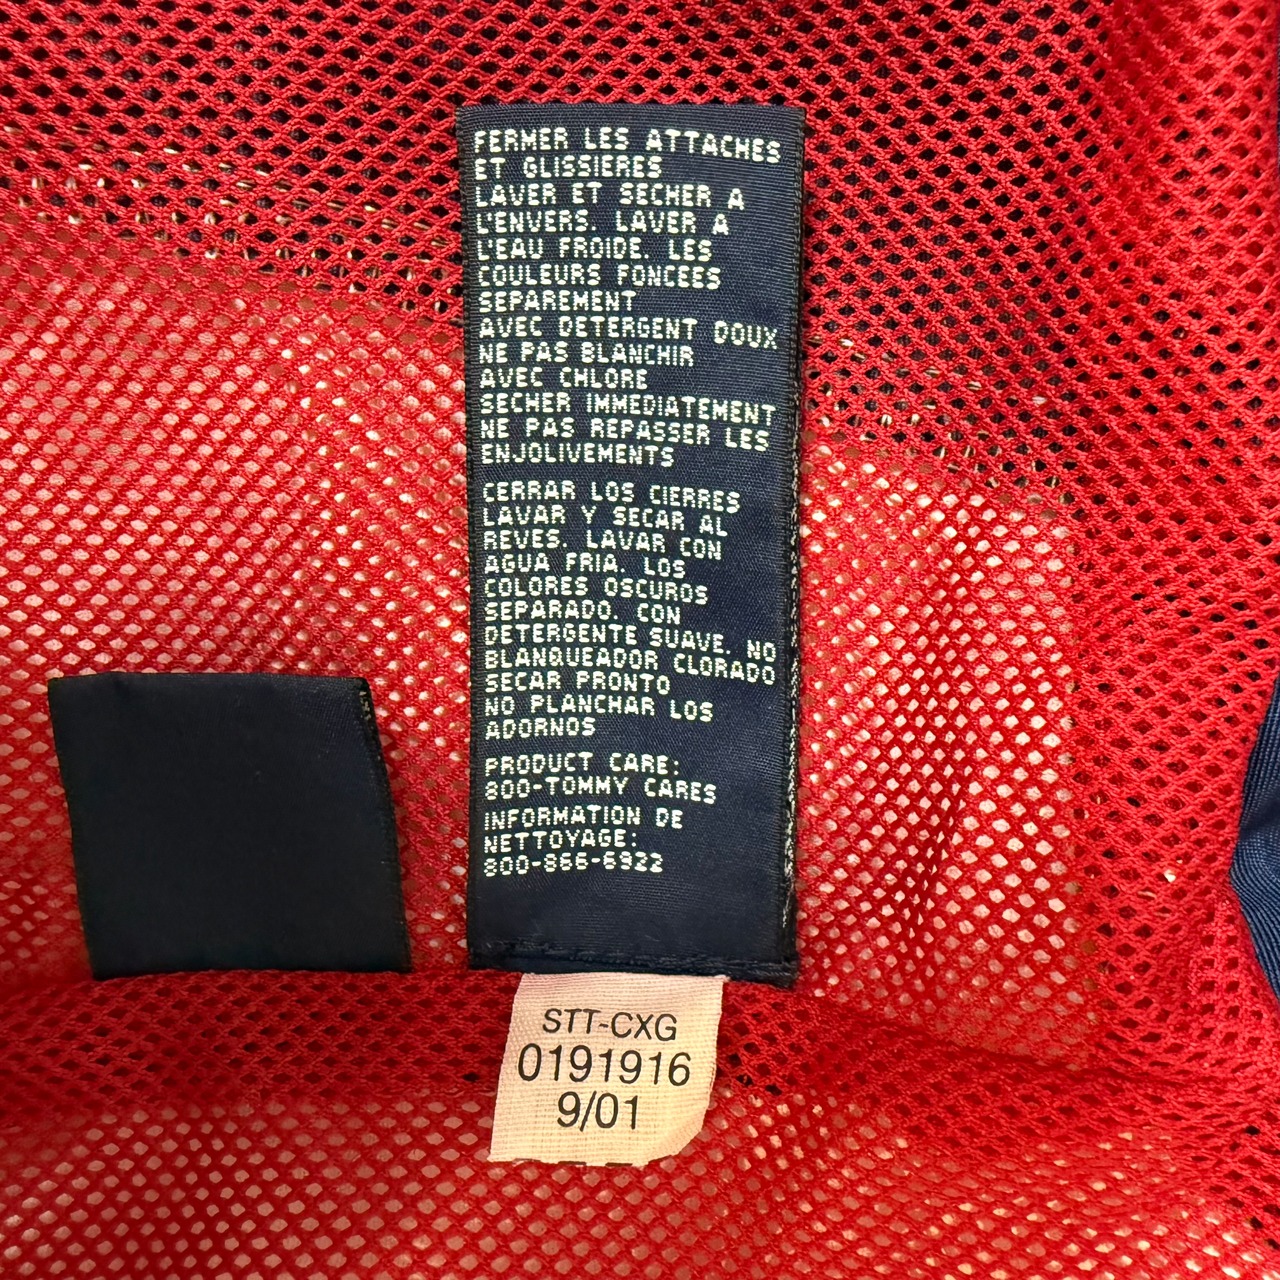 FERMER LES ATTACHES
ET GLISSIERES
LAVER ET SECHER A
L'ENVERS. LAVER A
L'EAU FROIDE. LES
COULEURS FONCEES
SEPAREMENT
AVEC DETERGENT DOUX
NE PAS BLANCHIR
AVEC CHLORE
SECHER IMMEDIATEMENT
NE PAS REPASSER LES
ENJOLIVEMENTS
CERRAR LOS CIERRES
LAVAR Y SECAR AL
REVES. LAVAR CON
AGUA FRIA. LOS
COLORES OSCUROS
SEPARADO. CON
DETERGENTE SUAVE. NO
BLANQUEADOR CLORADO
SECAR PRONTO
NO PLANCHAR LOS
ADORNOS
PRODUCT CARE:
800-TOMMY CARES
INFORMATION DE
NETTOYAGE:
800-866-6922
STT-CXG
0191916
9/01